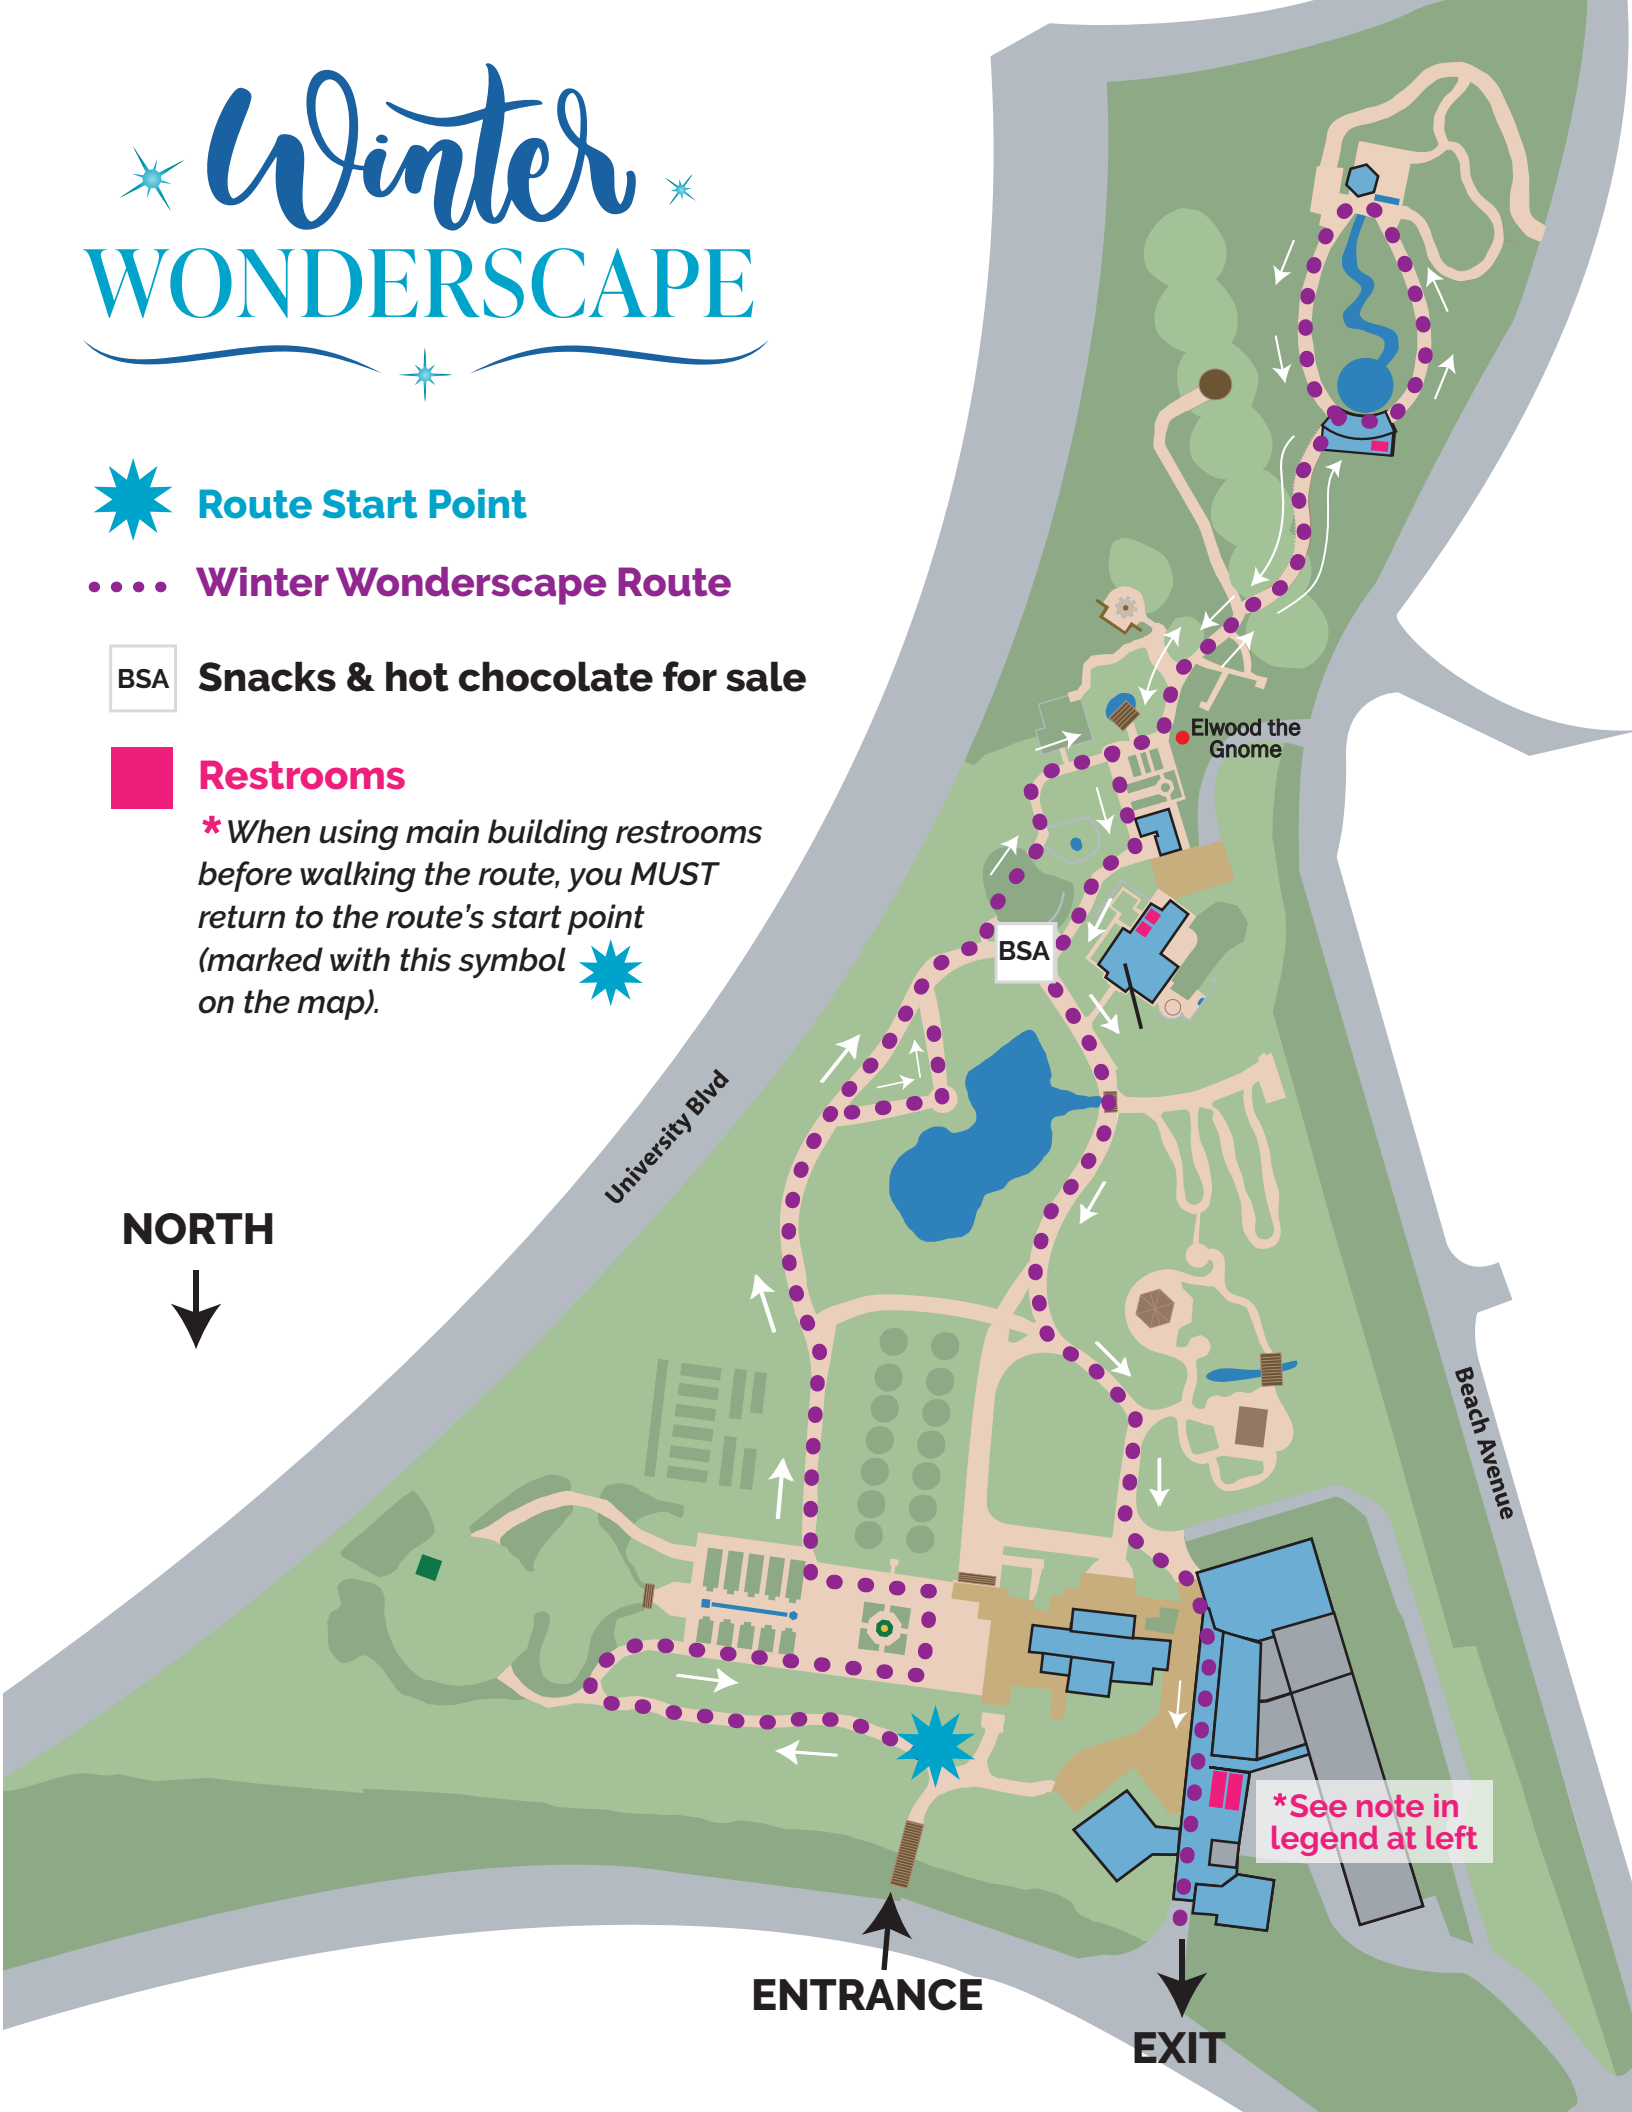 Winter
WONDERSCAPE
Route Start Point
Winter Wonderscape Route
BSA
Snacks & hot chocolate for sale
Restrooms
* When using main building restrooms
before walking the route, you MUST
return to the route's start point
(marked with this symbol
on the map).
NORTH
University Blvd
Elwood the
Gnome
BSA
Beach Avenue
*See note in
legend at left
ENTRANCE
EXIT